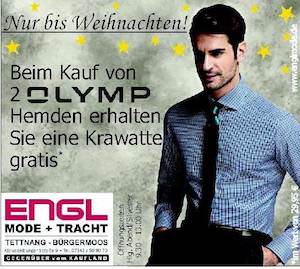 Nur bis Weihnachten!
Beim Kauf von
2 OLYMP
Hemden erhalten
Sie eine Krawatte
gratis*
ENGL
MODE + TRACHT
TETTNANG - BÜRGERMOOS
GEGENÜBER vom KAUFLAND
Öffnungszeiten